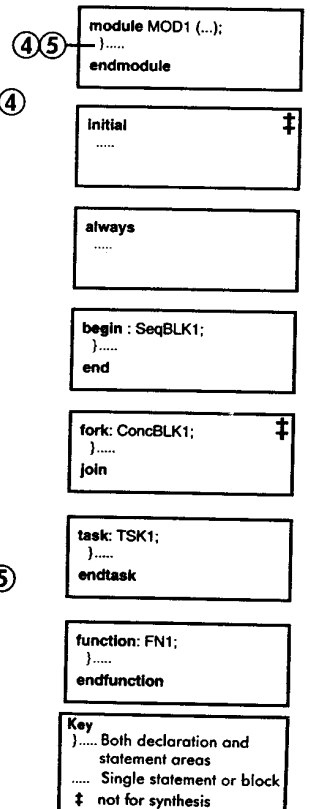 ④⑤
module MOD1 (...);
}.....
endmodule
④
initial ‡
.....
always
.....
begin : SeqBLK1;
}.....
end
fork: ConcBLK1; ‡
}.....
join
task: TSK1;
}.....
endtask
⑤
function: FN1;
}.....
endfunction
Key
}..... Both declaration and
statement areas
..... Single statement or block
‡ not for synthesis